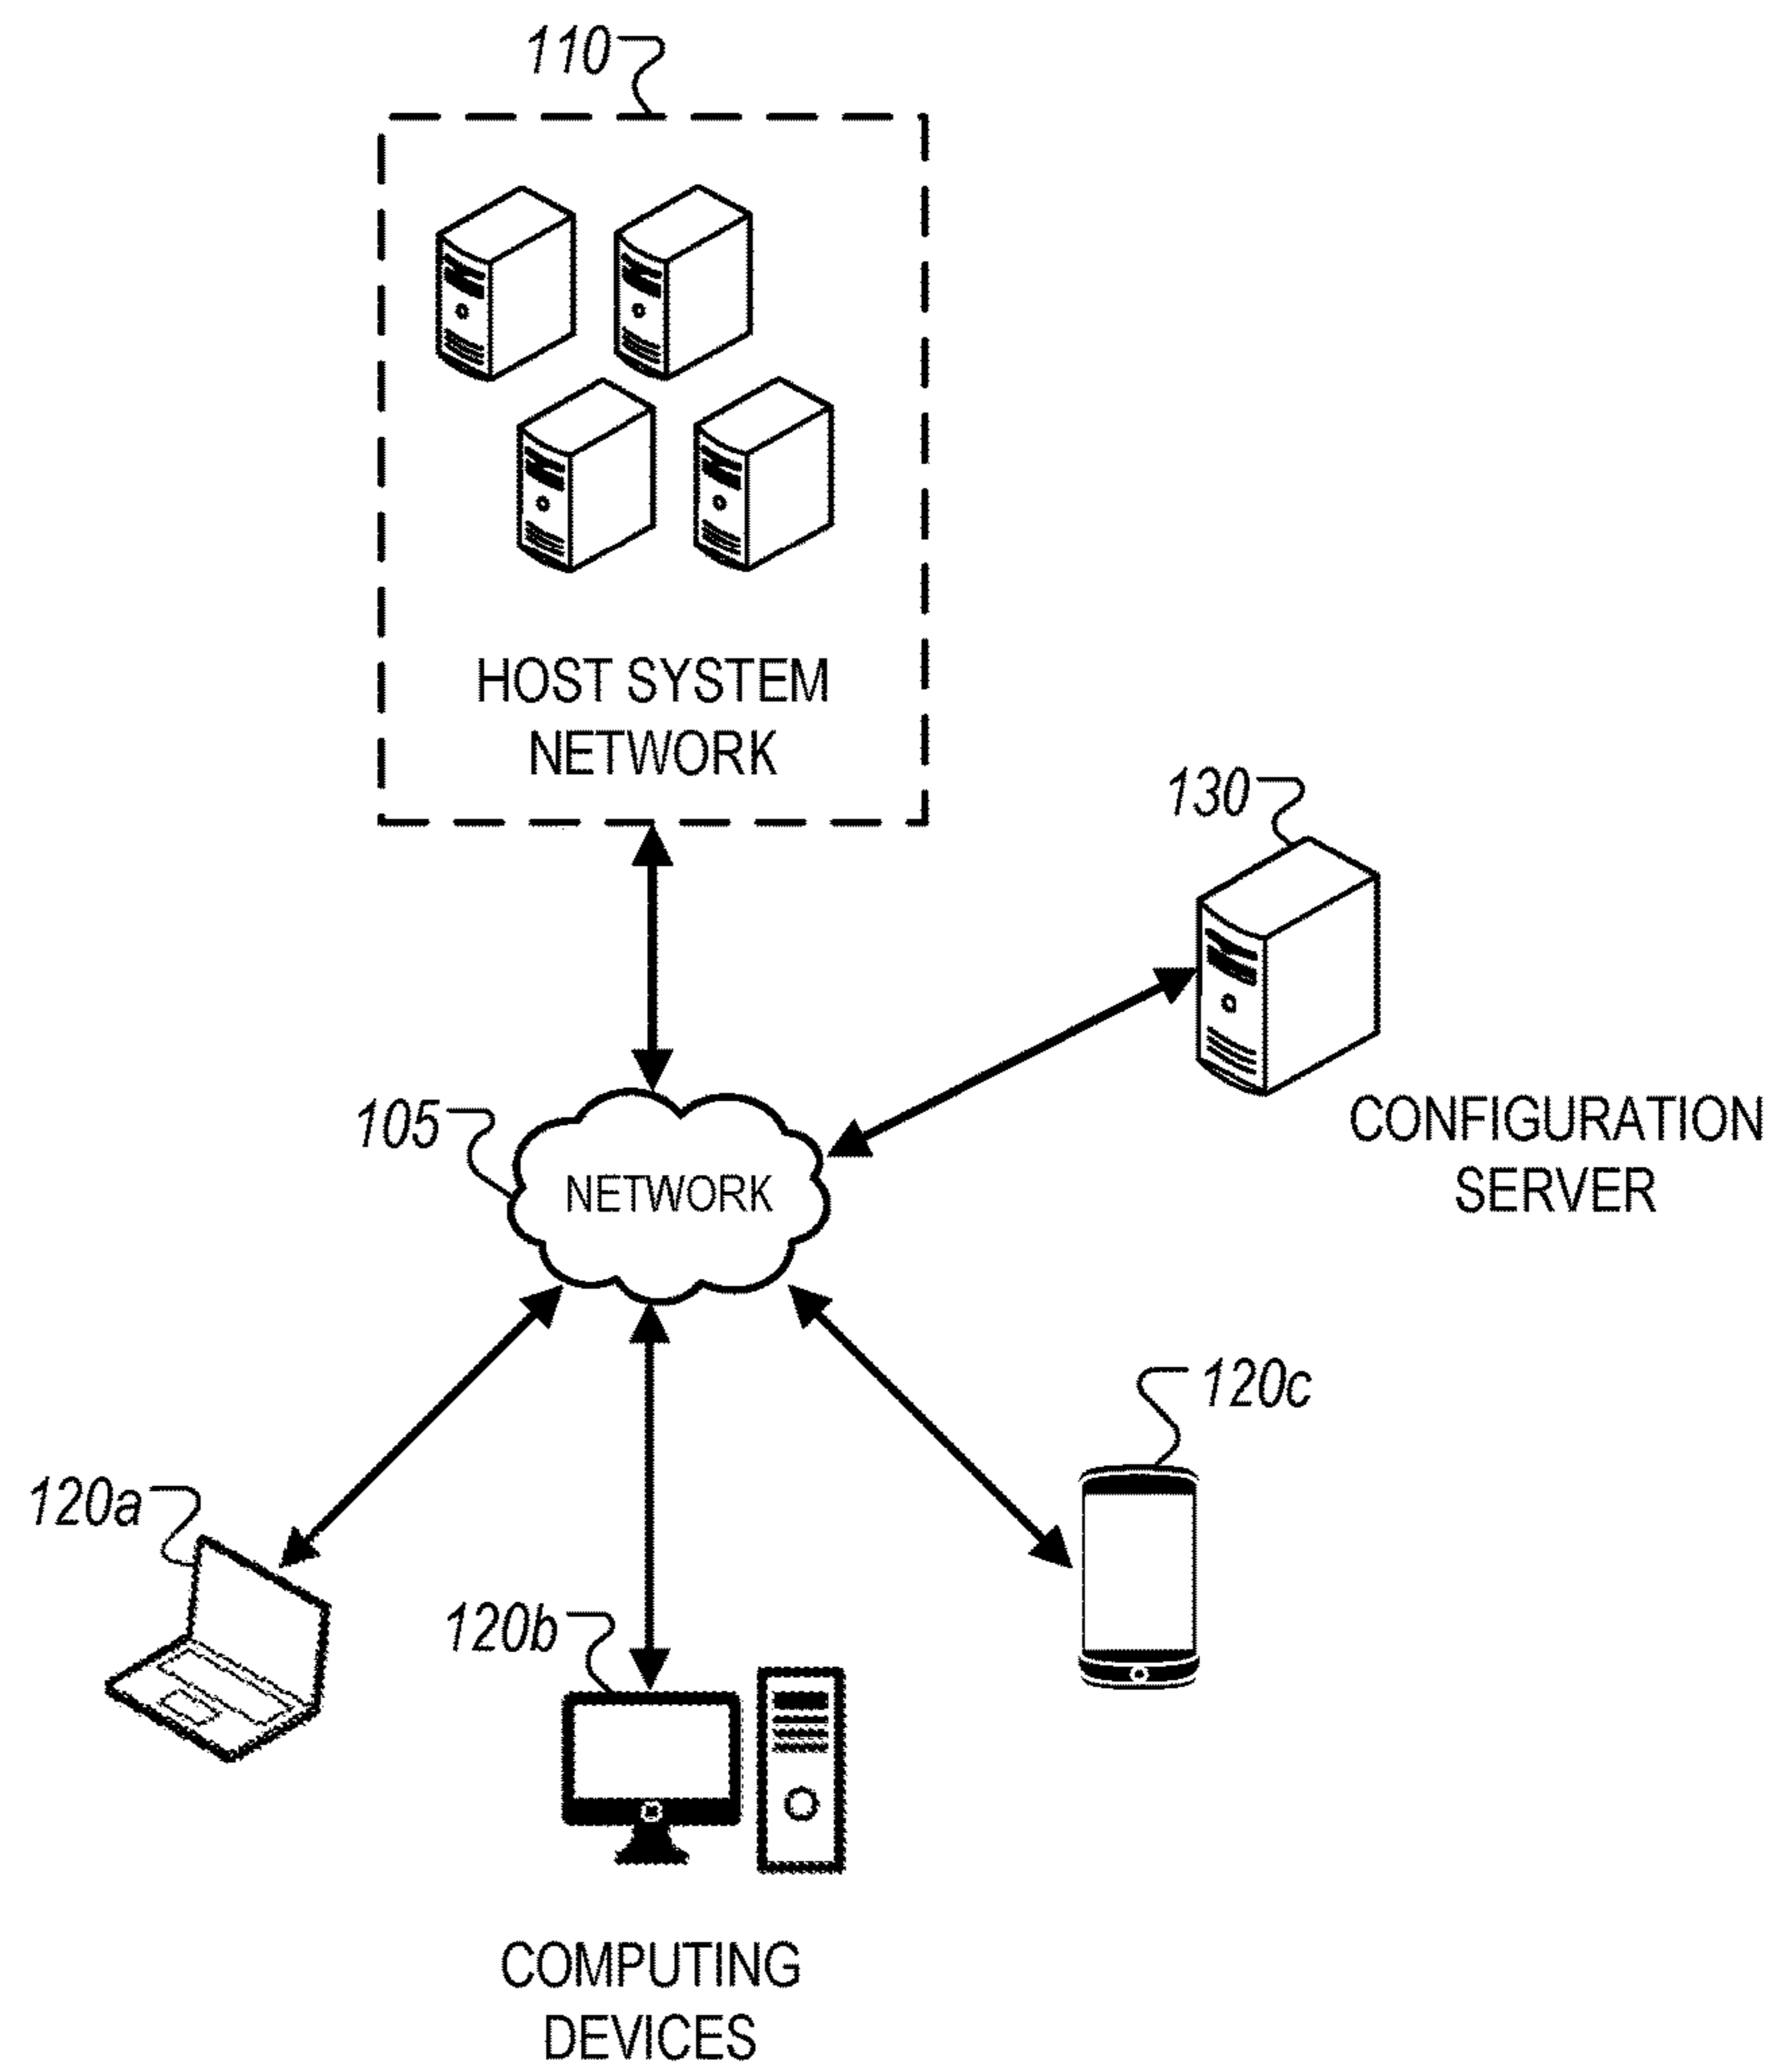 110
HOST SYSTEM
NETWORK
130
CONFIGURATION
SERVER
105
NETWORK
120c
120a
120b
COMPUTING
DEVICES